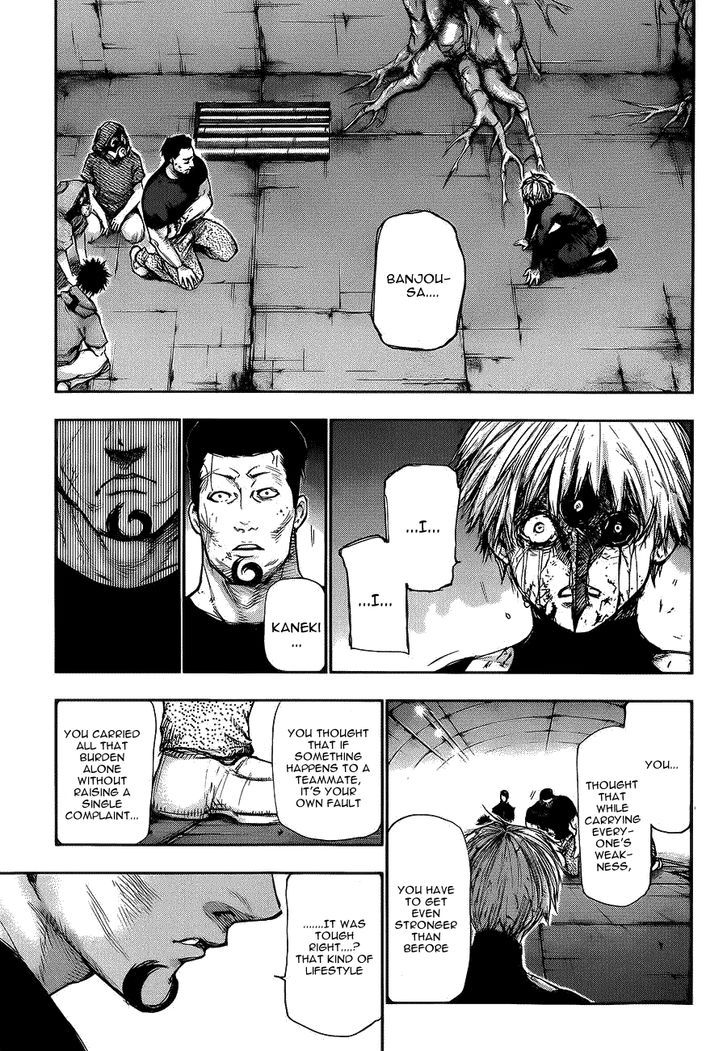 BANJOU-
SA....
...I...
...I...
KANEKI
...
YOU...
THOUGHT
THAT
WHILE
CARRYING
EVERY-
ONE'S
WEAK-
NESS,
YOU HAVE
TO GET
EVEN
STRONGER
THAN
BEFORE
YOU THOUGHT
THAT IF
SOMETHING
HAPPENS TO A
TEAMMATE,
IT'S YOUR
OWN FAULT
YOU CARRIED
ALL THAT
BURDEN
ALONE
WITHOUT
RAISING A
SINGLE
COMPLAINT...
.......IT WAS
TOUGH
RIGHT....?
THAT KIND OF
LIFESTYLE